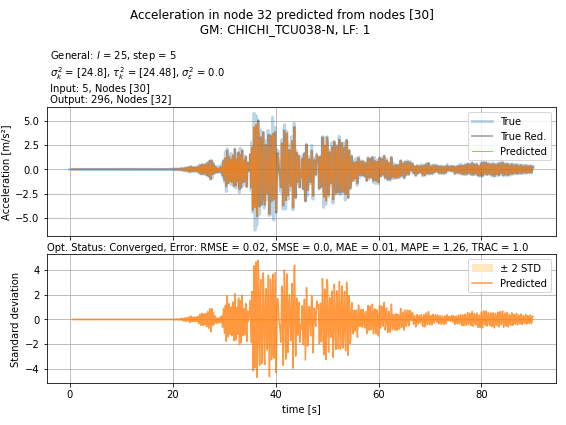 Acceleration in node 32 predicted from nodes [30]
GM: CHICHI_TCU038-N, LF: 1
General: l = 25, step = 5
σ²ₖ = [24.8], τ²ₖ = [24.48], σ²ε = 0.0
Input: 5, Nodes [30]
Output: 296, Nodes [32]
Acceleration [m/s²]
5.0
2.5
0.0
−2.5
−5.0
True
True Red.
Predicted
Opt. Status: Converged, Error: RMSE = 0.02, SMSE = 0.0, MAE = 0.01, MAPE = 1.26, TRAC = 1.0
Standard deviation
4
2
0
−2
−4
± 2 STD
Predicted
0 20 40 60 80
time [s]